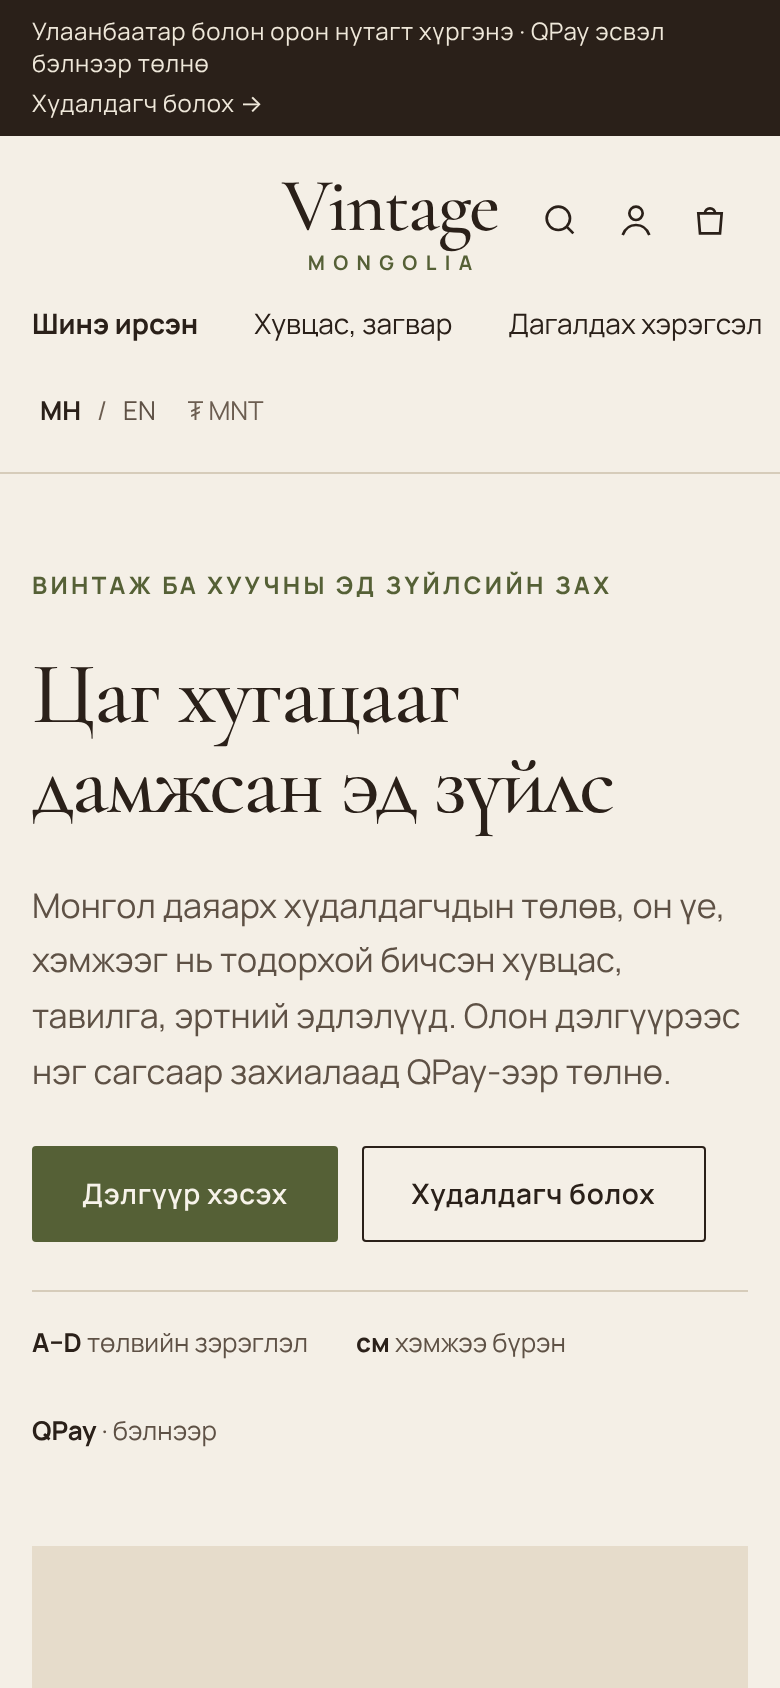 Улаанбаатар болон орон нутагт хүргэнэ · QPay эсвэл
бэлнээр төлнө
Худалдагч болох →
Vintage
MONGOLIA
Шинэ ирсэн Хувцас, загвар Дагалдах хэрэгсэл
МН / EN ₮ MNT
ВИНТАЖ БА ХУУЧНЫ ЭД ЗҮЙЛСИЙН ЗАХ
Цаг хугацааг
дамжсан эд зүйлс
Монгол даяарх худалдагчдын төлөв, он үе,
хэмжээг нь тодорхой бичсэн хувцас,
тавилга, эртний эдлэлүүд. Олон дэлгүүрээс
нэг сагсаар захиалаад QPay-ээр төлнө.
Дэлгүүр хэсэх Худалдагч болох
A–D төлвийн зэрэглэл см хэмжээ бүрэн
QPay · бэлнээр